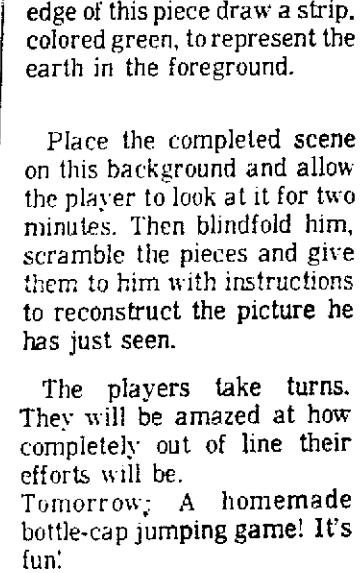 edge of this piece draw a strip.
colored green, to represent the
earth in the foreground.
Place the completed scene
on this background and allow
the player to look at it for two
minutes. Then blindfold him,
scramble the pieces and give
them to him with instructions
to reconstruct the picture he
has just seen.
The players take turns.
They will be amazed at how
completely out of line their
efforts will be.
Tomorrow; A homemade
bottle-cap jumping game! It's
fun!